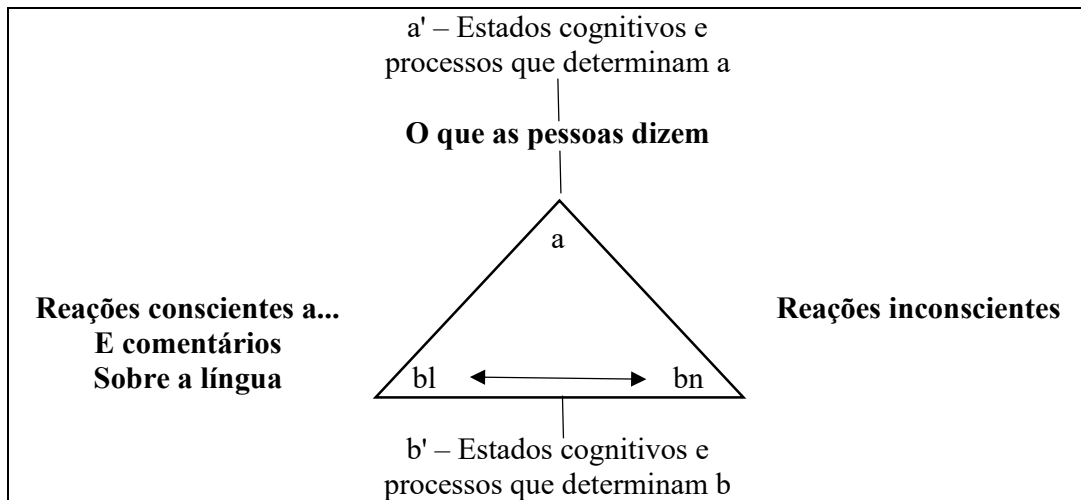 a' – Estados cognitivos e
processos que determinam a
O que as pessoas dizem
a
Reações conscientes a...
E comentários
Sobre a língua
Reações inconscientes
bl
bn
b' – Estados cognitivos e
processos que determinam b